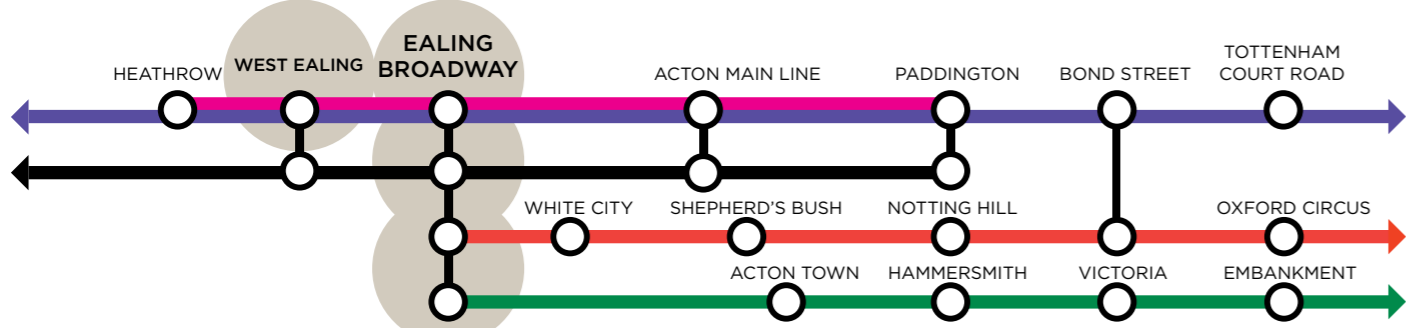 HEATHROW
WEST EALING
EALING
BROADWAY
ACTON MAIN LINE
PADDINGTON
BOND STREET
TOTTENHAM
COURT ROAD
WHITE CITY
SHEPHERD’S BUSH
NOTTING HILL
OXFORD CIRCUS
ACTON TOWN
HAMMERSMITH
VICTORIA
EMBANKMENT